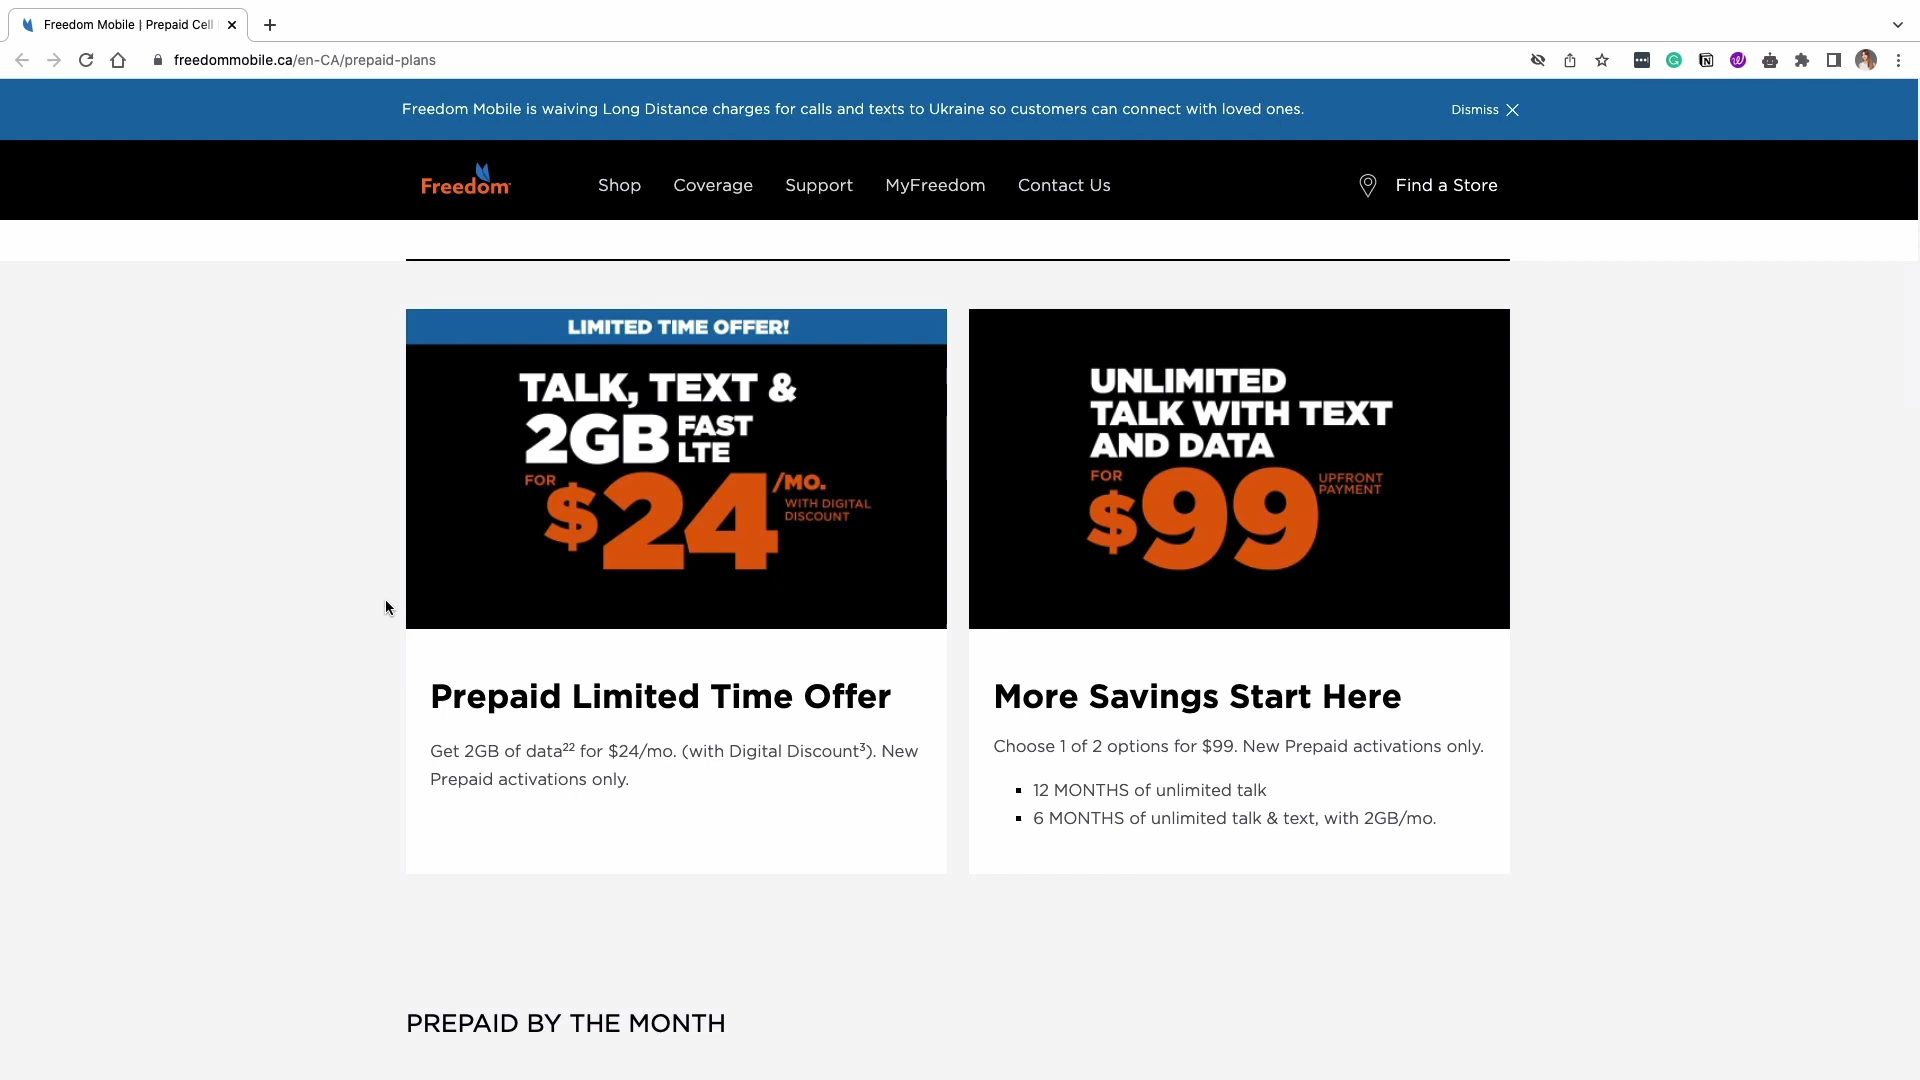 Freedom Mobile | Prepaid Cell
freedommobile.ca/en-CA/prepaid-plans
Freedom Mobile is waiving Long Distance charges for calls and texts to Ukraine so customers can connect with loved ones.
Dismiss
Freedom
Shop
Coverage
Support
MyFreedom
Contact Us
Find a Store
LIMITED TIME OFFER!
TALK, TEXT &
2GB FAST
LTE
FOR
$24 /MO.
WITH DIGITAL
DISCOUNT
Prepaid Limited Time Offer
Get 2GB of data²² for $24/mo. (with Digital Discount³). New
Prepaid activations only.
UNLIMITED
TALK WITH TEXT
AND DATA
FOR
$99 UPFRONT
PAYMENT
More Savings Start Here
Choose 1 of 2 options for $99. New Prepaid activations only.
▪ 12 MONTHS of unlimited talk
▪ 6 MONTHS of unlimited talk & text, with 2GB/mo.
PREPAID BY THE MONTH